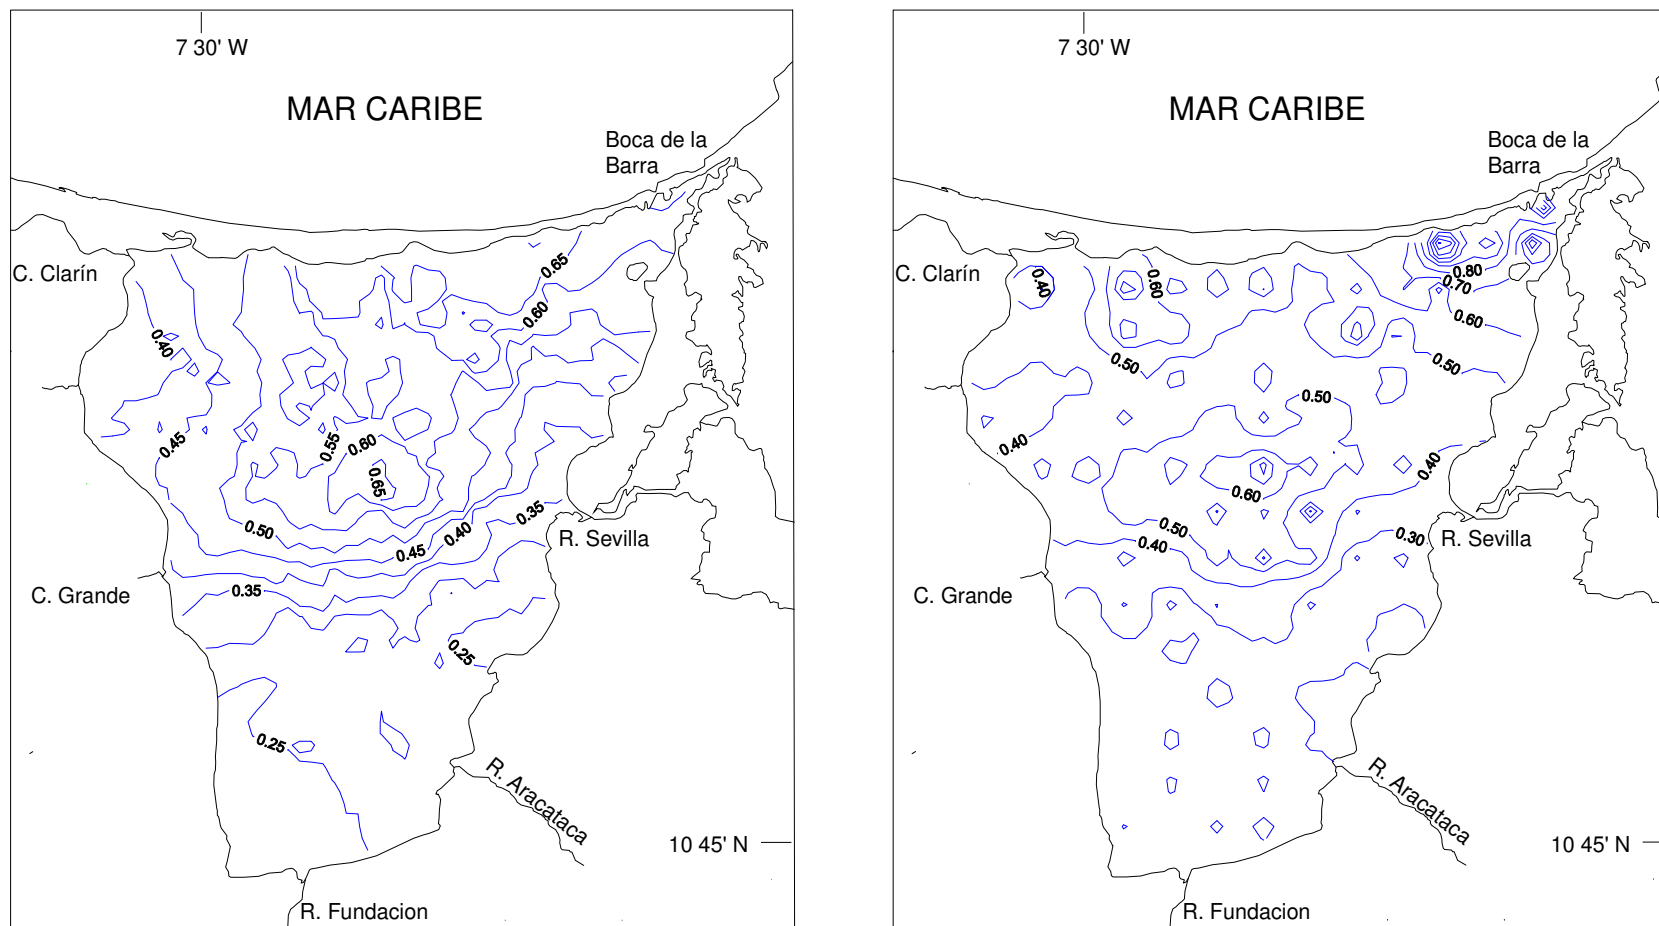 7 30' W
MAR CARIBE
Boca de la
Barra
C. Clarín
0.65
0.60
0.40
0.45
0.55
0.60
0.65
0.50
0.45
0.40
0.35
R. Sevilla
0.35
C. Grande
0.25
0.25
R. Aracataca
10 45' N
R. Fundacion
7 30' W
MAR CARIBE
Boca de la
Barra
C. Clarín
0.40
0.60
0.80
0.70
0.60
0.50
0.50
0.50
0.40
0.40
0.60
0.50
0.40
0.30
R. Sevilla
C. Grande
R. Aracataca
10 45' N
R. Fundacion